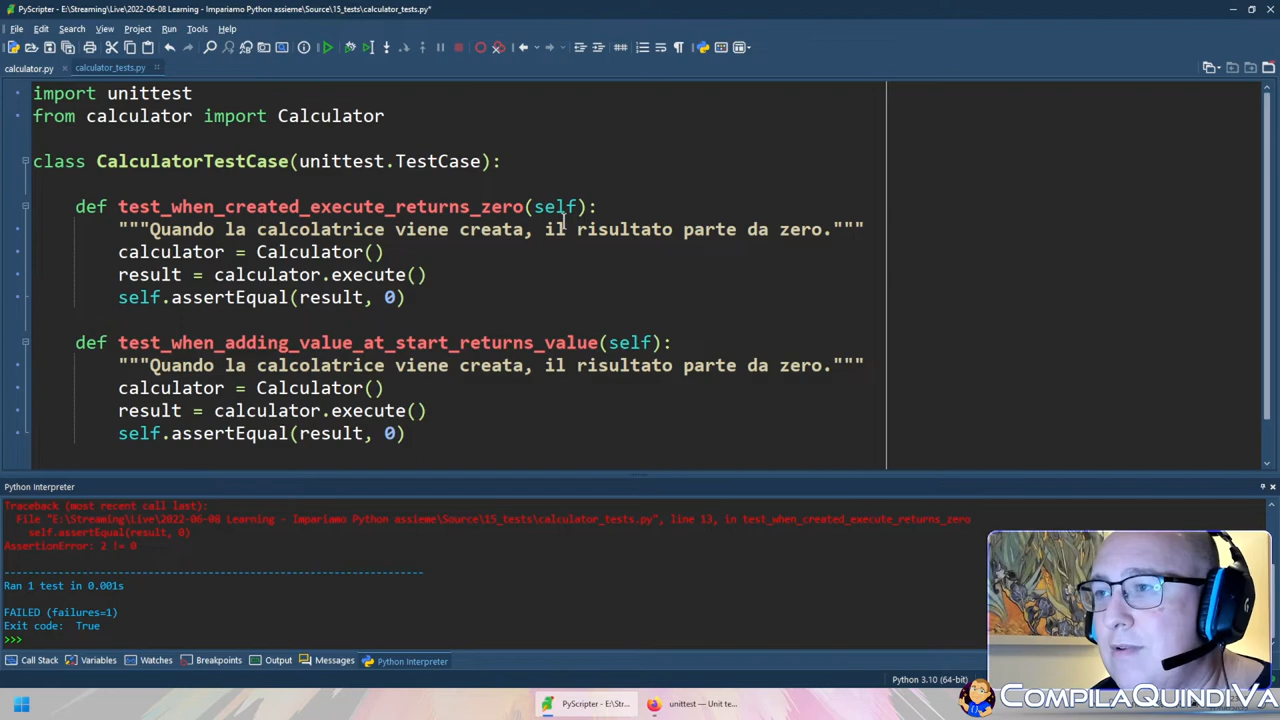 PyScripter - E:\Streaming\Live\2022-06-08 Learning - Impariamo Python assieme\Source\15_tests\calculator_tests.py*
File Edit Search View Project Run Tools Help
calculator.py calculator_tests.py
import unittest
from calculator import Calculator
class CalculatorTestCase(unittest.TestCase):
def test_when_created_execute_returns_zero(self):
"""Quando la calcolatrice viene creata, il risultato parte da zero."""
calculator = Calculator()
result = calculator.execute()
self.assertEqual(result, 0)
def test_when_adding_value_at_start_returns_value(self):
"""Quando la calcolatrice viene creata, il risultato parte da zero."""
calculator = Calculator()
result = calculator.execute()
self.assertEqual(result, 0)
Python Interpreter
Traceback (most recent call last):
File "E:\Streaming\Live\2022-06-08 Learning - Impariamo Python assieme\Source\15_tests\calculator_tests.py", line 13, in test_when_created_execute_returns_zero
self.assertEqual(result, 0)
AssertionError: 2 != 0
----------------------------------------------------------------------
Ran 1 test in 0.001s
FAILED (failures=1)
Exit code: True
>>>
Call Stack Variables Watches Breakpoints Output Messages Python Interpreter
Python 3.10 (64-bit)
PyScripter - E:\Stre... unittest — Unit te...
COMPILAQUINDIVA